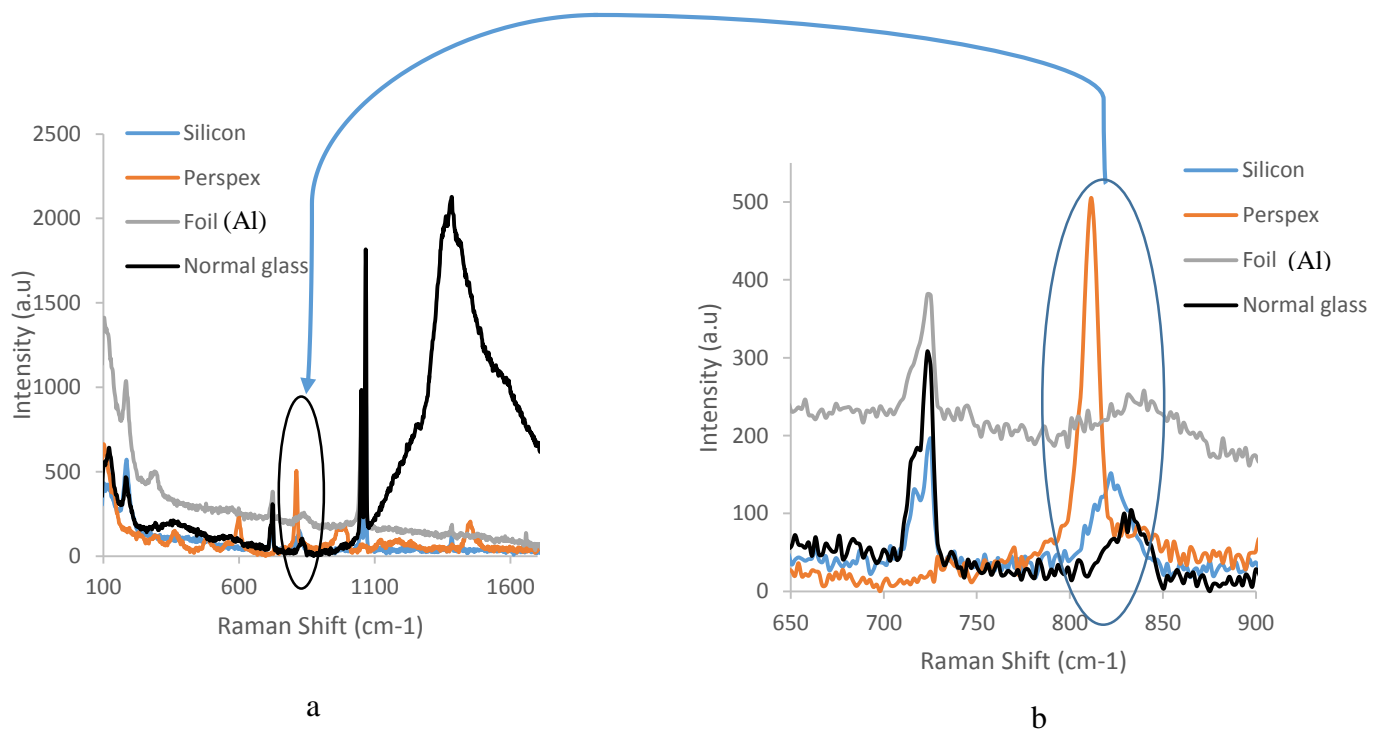 2500
2000
1500
1000
500
0
Intensity (a.u)
Silicon
Perspex
Foil (Al)
Normal glass
100 600 1100 1600
Raman Shift (cm-1)
a
500
400
300
200
100
0
Intensity (a.u)
Silicon
Perspex
Foil (Al)
Normal glass
650 700 750 800 850 900
Raman Shift (cm-1)
b